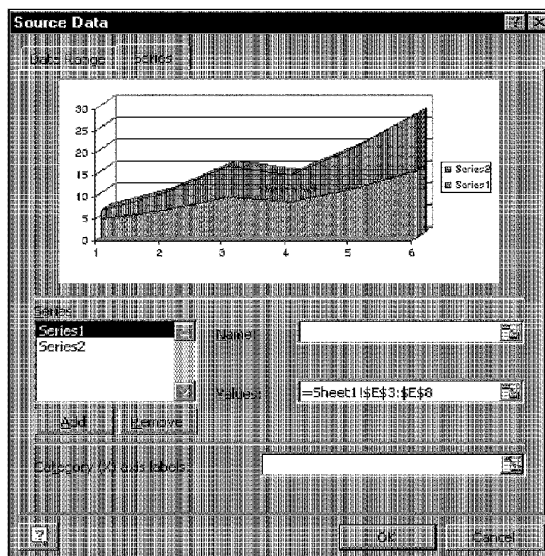 Source Data
Data Range
Series
30
25
20
15
10
5
0
1 2 3 4 5 6
Series2
Series1
Series
Series1
Series2
Name:
Values:
=Sheet1!$E$3:$E$8
Add
Remove
Category (X) axis labels:
OK
Cancel